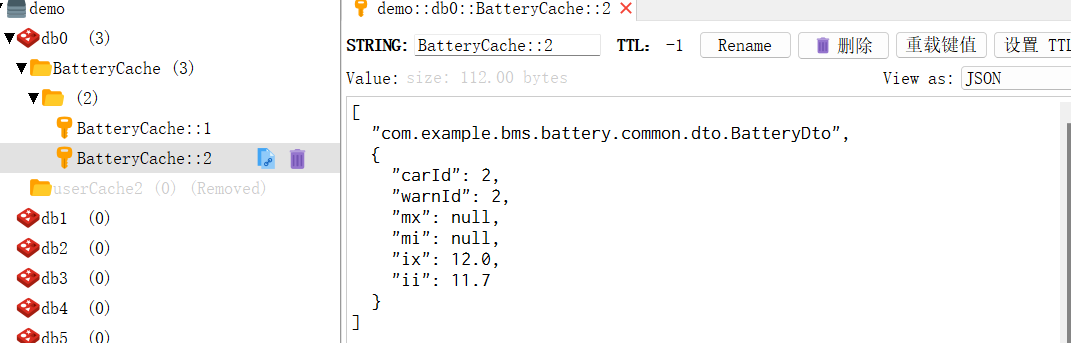 demo
db0 (3)
BatteryCache (3)
(2)
BatteryCache::1
BatteryCache::2
userCache2 (0) (Removed)
db1 (0)
db2 (0)
db3 (0)
db4 (0)
db5 (0)
demo::db0::BatteryCache::2
STRING: BatteryCache::2 TTL: -1 Rename 删除 重载键值 设置 TTL
Value: size: 112.00 bytes View as: JSON
[
"com.example.bms.battery.common.dto.BatteryDto",
{
"carId": 2,
"warnId": 2,
"mx": null,
"mi": null,
"ix": 12.0,
"ii": 11.7
}
]